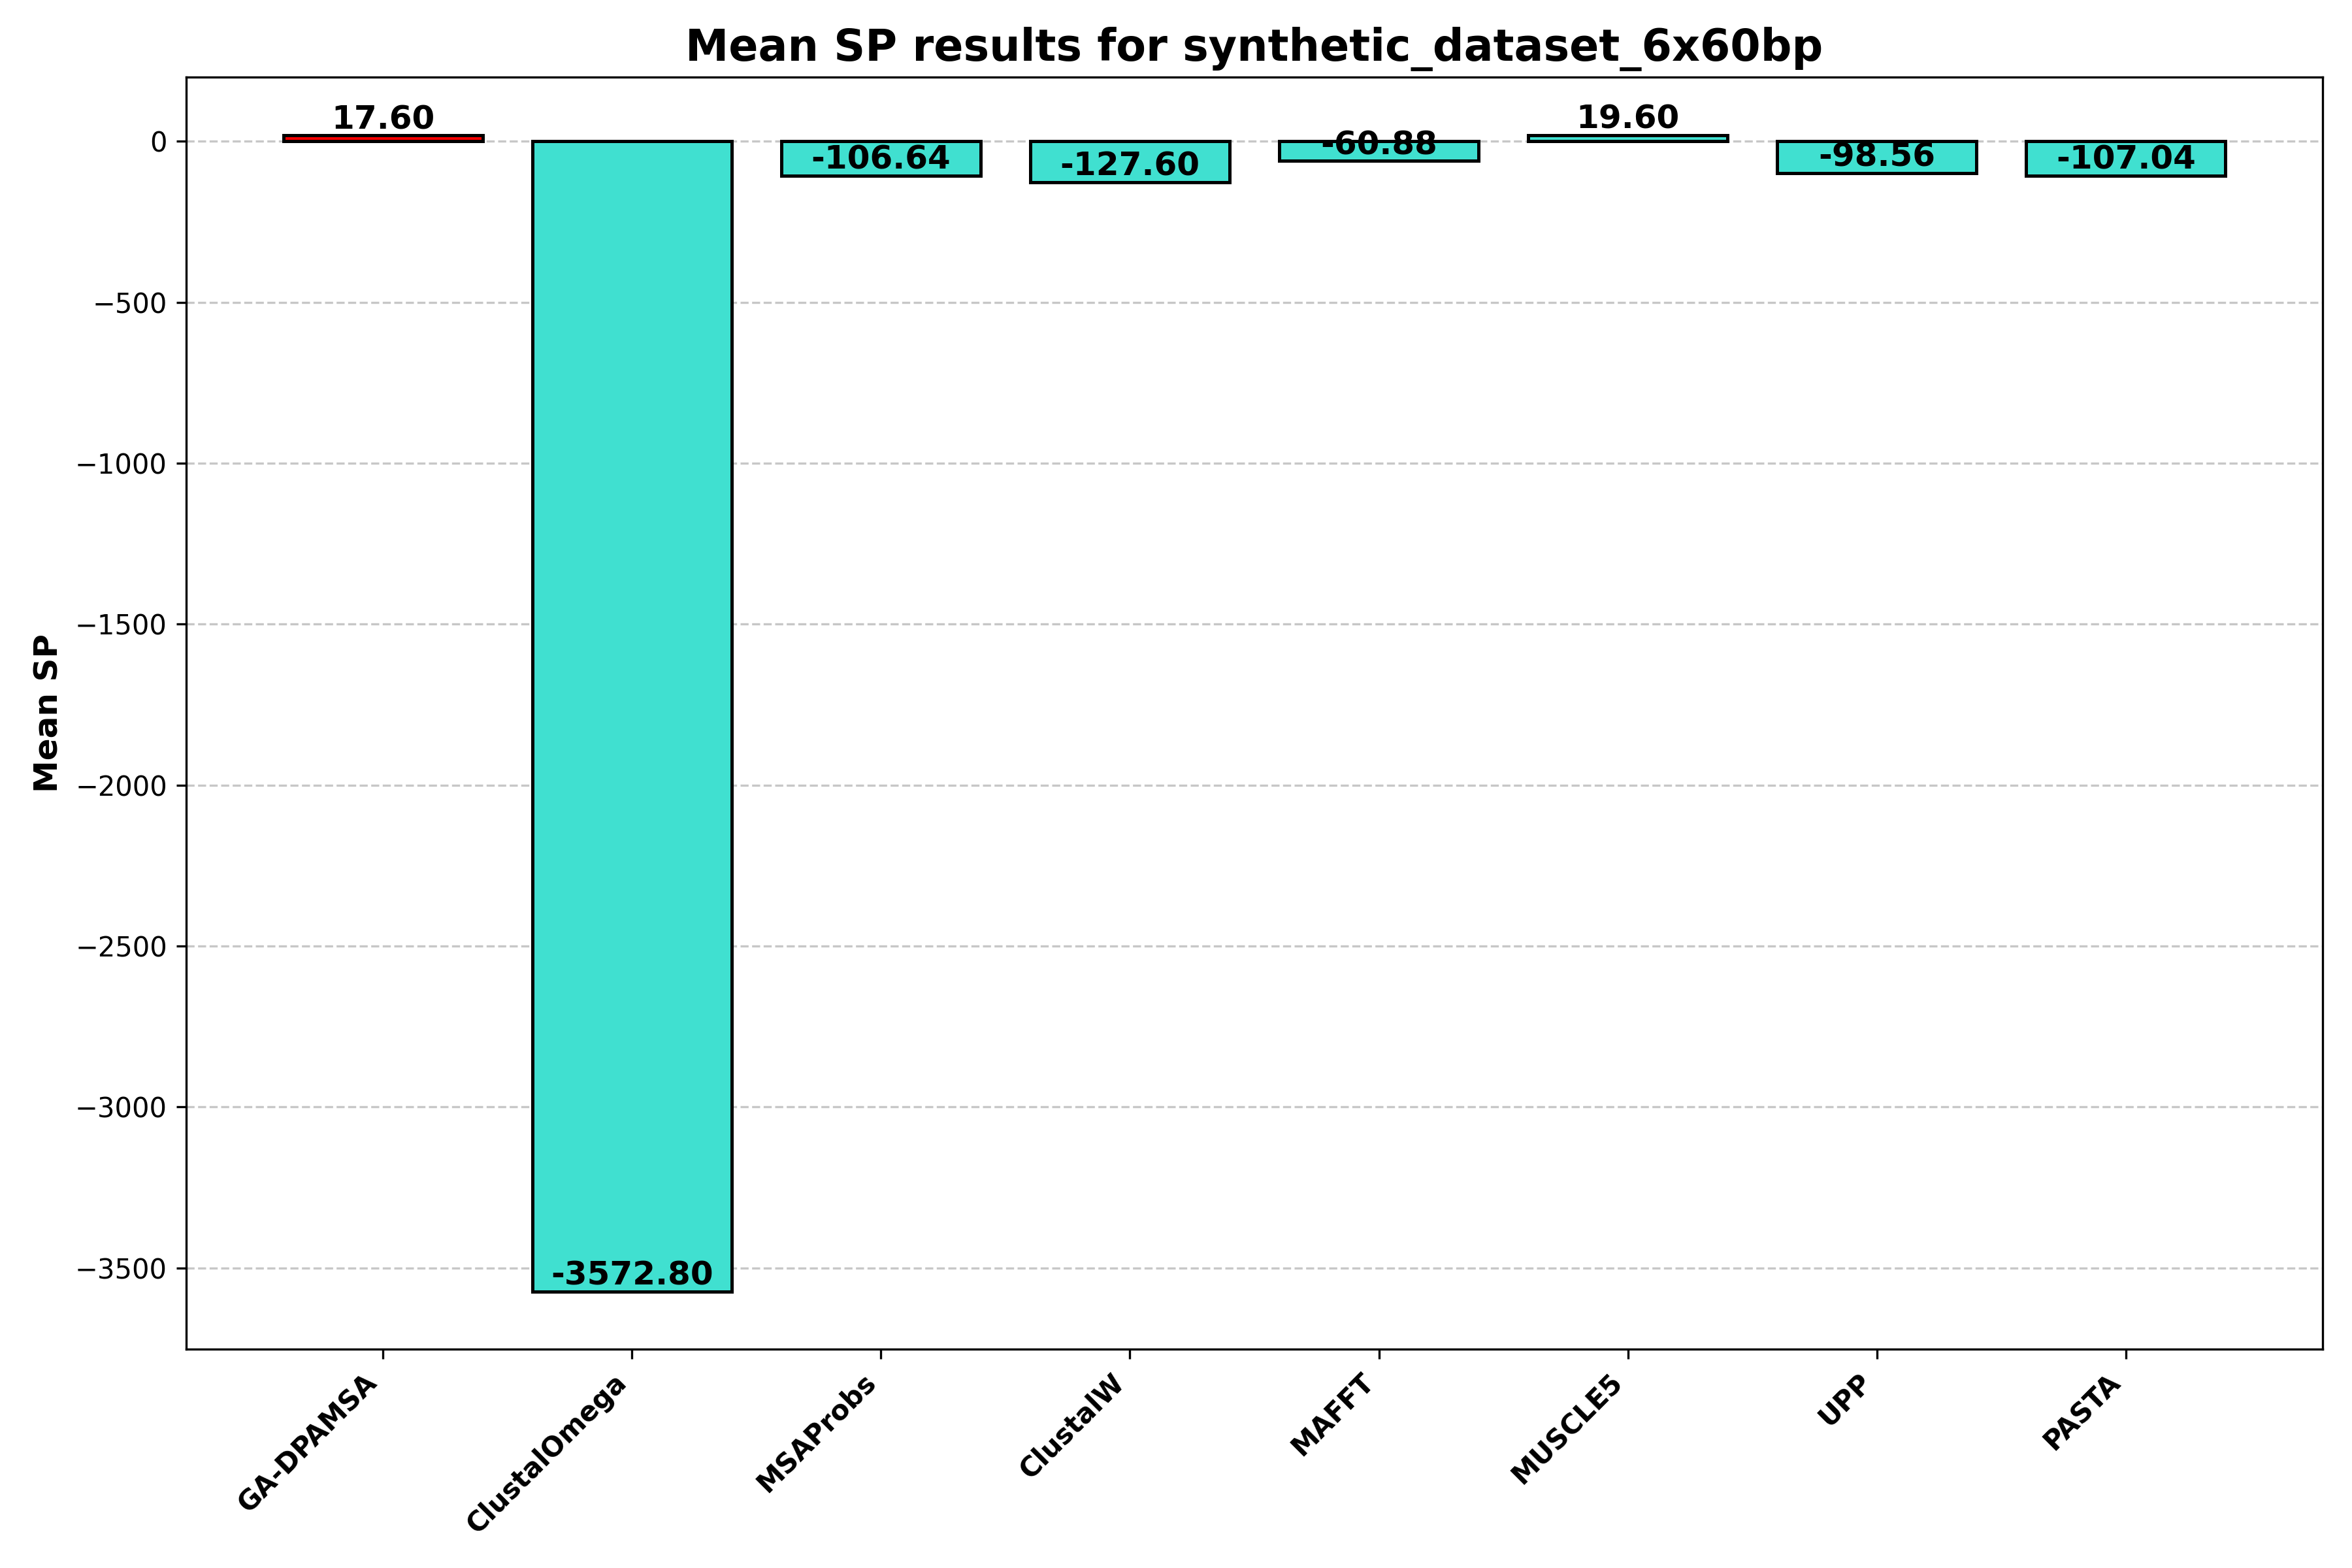 Mean SP results for synthetic_dataset_6x60bp
Mean SP
0
−500
−1000
−1500
−2000
−2500
−3000
−3500
17.60
-3572.80
-106.64
-127.60
-60.88
19.60
-98.56
-107.04
GA-DPAMSA
ClustalOmega
MSAProbs
ClustalW
MAFFT
MUSCLE5
UPP
PASTA